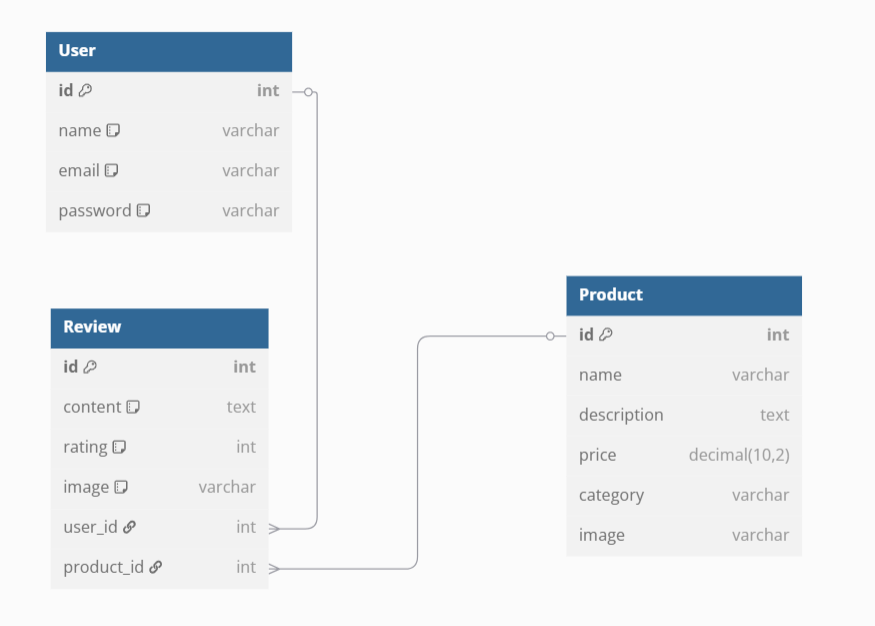 User
id int
name varchar
email varchar
password varchar
Review
id int
content text
rating int
image varchar
user_id int
product_id int
Product
id int
name varchar
description text
price decimal(10,2)
category varchar
image varchar